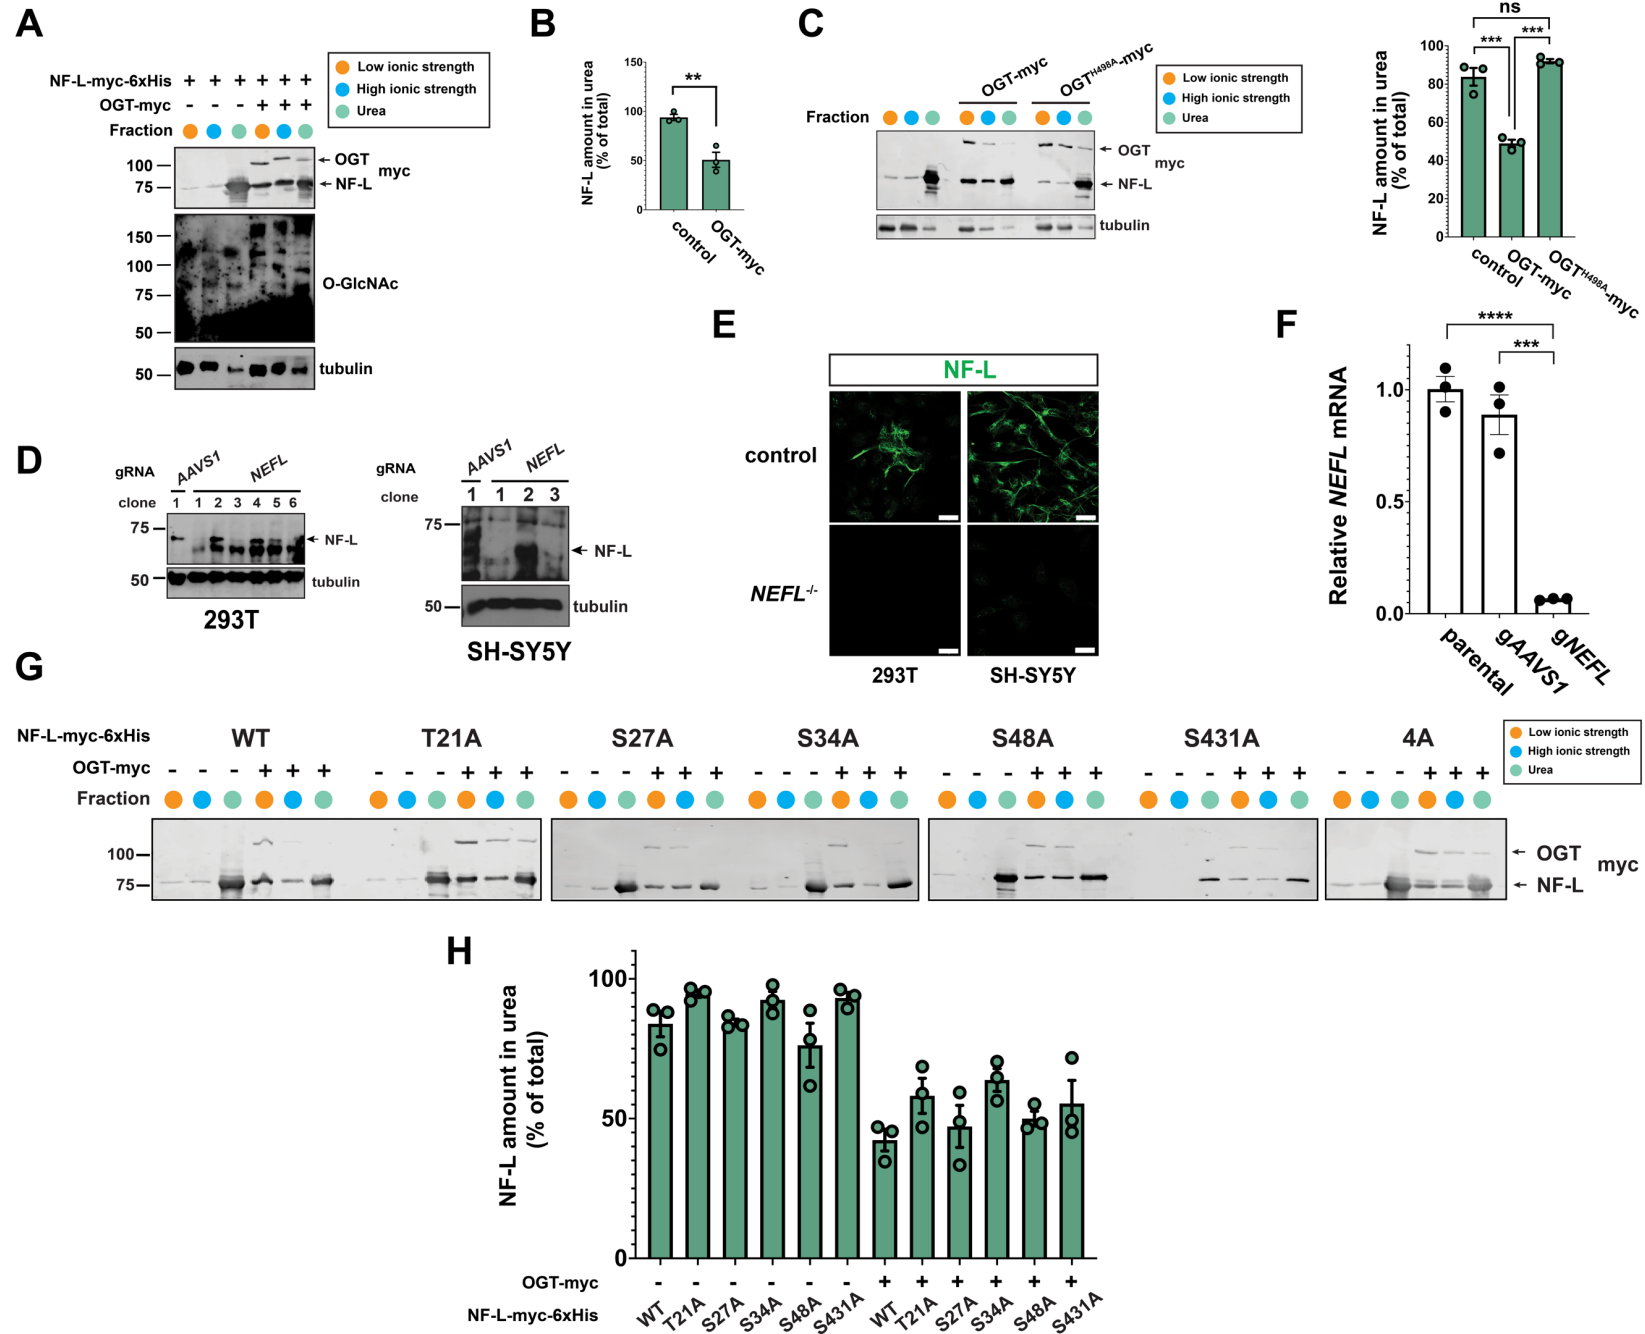 A
NF-L-myc-6xHis + + + + + +
OGT-myc - - - + + +
Fraction
Low ionic strength
High ionic strength
Urea
100
75
OGT
NF-L
myc
150
100
75
50
O-GlcNAc
50
tubulin
B
NF-L amount in urea
(% of total)
150
100
50
0
**
control
OGT-myc
C
OGT-myc
OGTH498A-myc
Fraction
Low ionic strength
High ionic strength
Urea
OGT
myc
NF-L
tubulin
NF-L amount in urea
(% of total)
100
80
60
40
20
0
ns
*** ***
control
OGT-myc
OGTH498A-myc
D
gRNA AAVS1 NEFL
clone 1 1 2 3 4 5 6
75
NF-L
50
tubulin
293T
gRNA AAVS1 NEFL
clone 1 1 2 3
75
NF-L
50
tubulin
SH-SY5Y
E
NF-L
control
NEFL-/-
293T SH-SY5Y
F
Relative NEFL mRNA
1.0
0.5
0.0
****
***
parental
gAAVS1
gNEFL
G
NF-L-myc-6xHis WT T21A S27A S34A S48A S431A 4A
OGT-myc - - - + + + - - - + + + - - - + + + - - - + + + - - - + + + - - - + + + - - - + + +
Fraction
Low ionic strength
High ionic strength
Urea
100
75
OGT
NF-L
myc
H
NF-L amount in urea
(% of total)
100
50
0
OGT-myc - - - - - - + + + + + +
NF-L-myc-6xHis WT T21A S27A S34A S48A S431A WT T21A S27A S34A S48A S431A